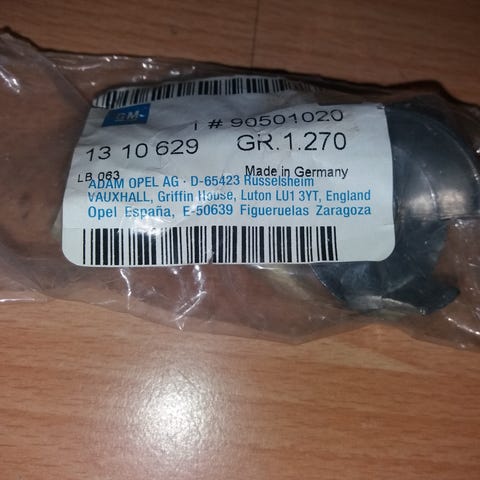 GM
# 90501020
13 10 629 GR.1.270
LB 063 Made in Germany
ADAM OPEL AG · D-65423 Rüsselsheim
VAUXHALL, Griffin House, Luton LU1 3YT, England
Opel España, E-50639 Figueruelas Zaragoza